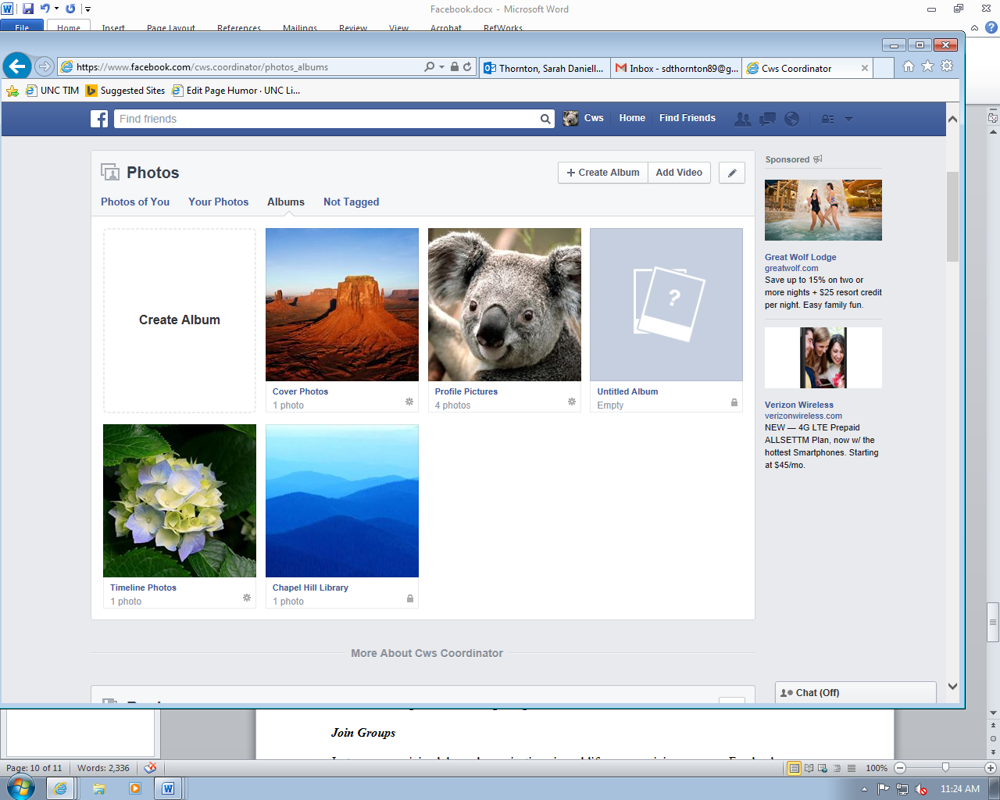 Facebook.docx - Microsoft Word
File Home Insert Page Layout References Mailings Review View Acrobat RefWorks
https://www.facebook.com/cws.coordinator/photos_albums
Thornton, Sarah Daniell...
Inbox - sdthornton89@g...
Cws Coordinator
UNC TIM
Suggested Sites
Edit Page Humor · UNC Li...
Find friends
Cws
Home
Find Friends
Photos
+ Create Album
Add Video
Photos of You
Your Photos
Albums
Not Tagged
Create Album
Cover Photos
1 photo
Profile Pictures
4 photos
?
Untitled Album
Empty
Timeline Photos
1 photo
Chapel Hill Library
1 photo
Sponsored
Great Wolf Lodge
greatwolf.com
Save up to 15% on two or
more nights + $25 resort credit
per night. Easy family fun.
Verizon Wireless
verizonwireless.com
NEW — 4G LTE Prepaid
ALLSETTM Plan, now w/ the
hottest Smartphones. Starting
at $45/mo.
More About Cws Coordinator
Chat (Off)
Join Groups
Page: 10 of 11
Words: 2,336
100%
11:24 AM